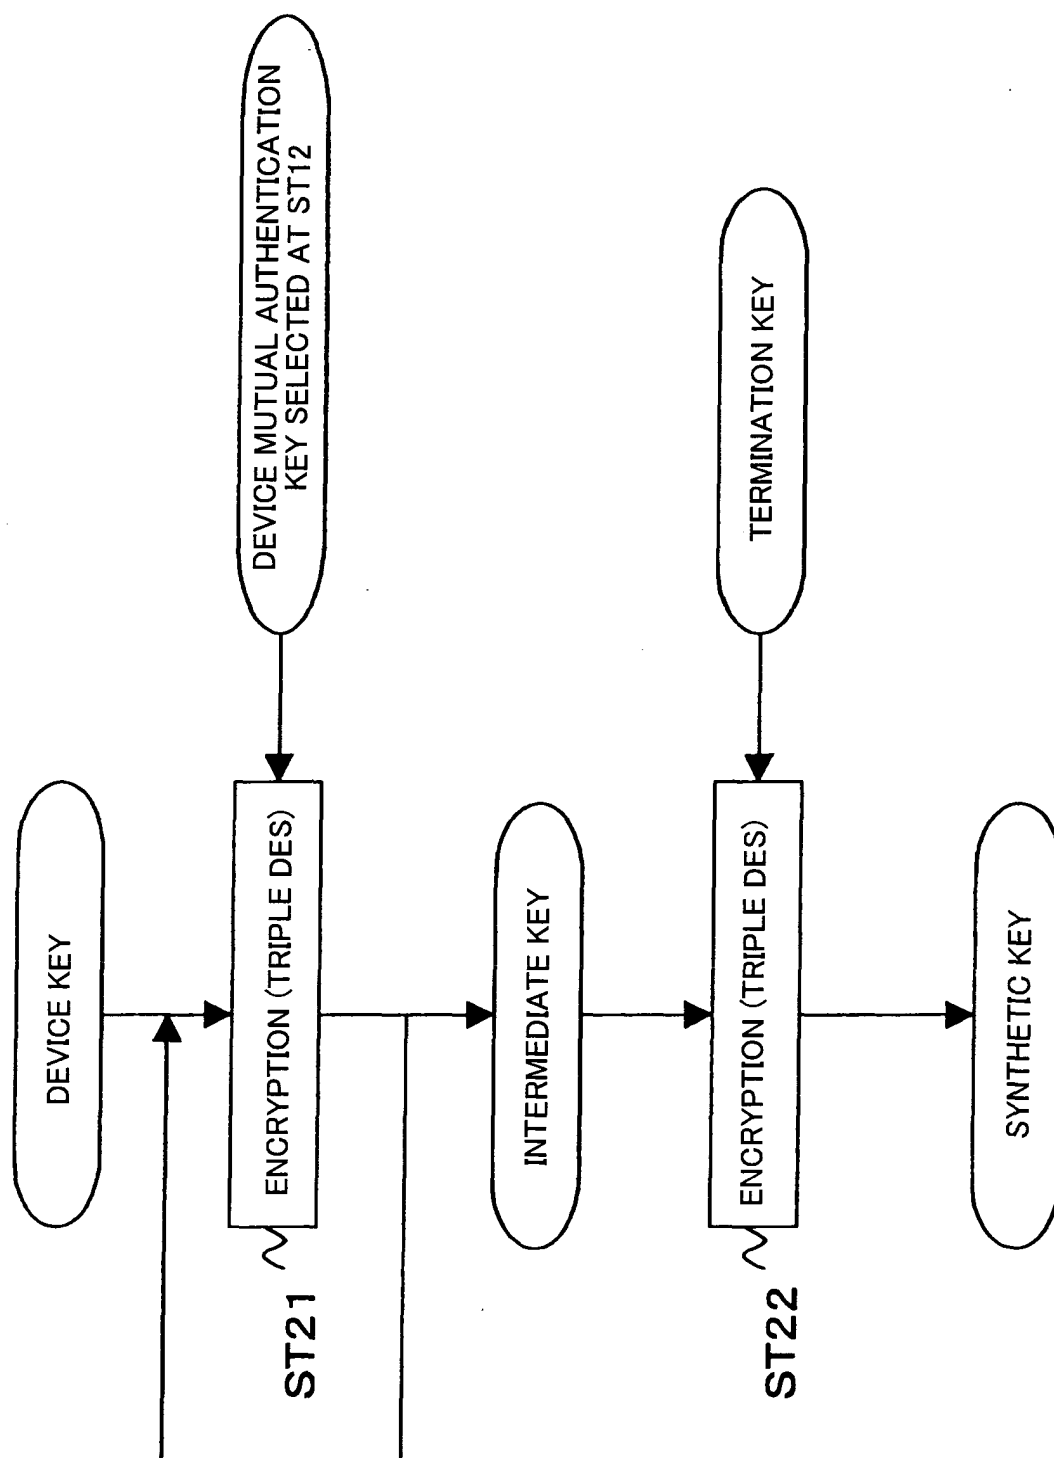 DEVICE KEY
DEVICE MUTUAL AUTHENTICATION
KEY SELECTED AT ST12
ENCRYPTION (TRIPLE DES)
ST21
INTERMEDIATE KEY
TERMINATION KEY
ENCRYPTION (TRIPLE DES)
ST22
SYNTHETIC KEY